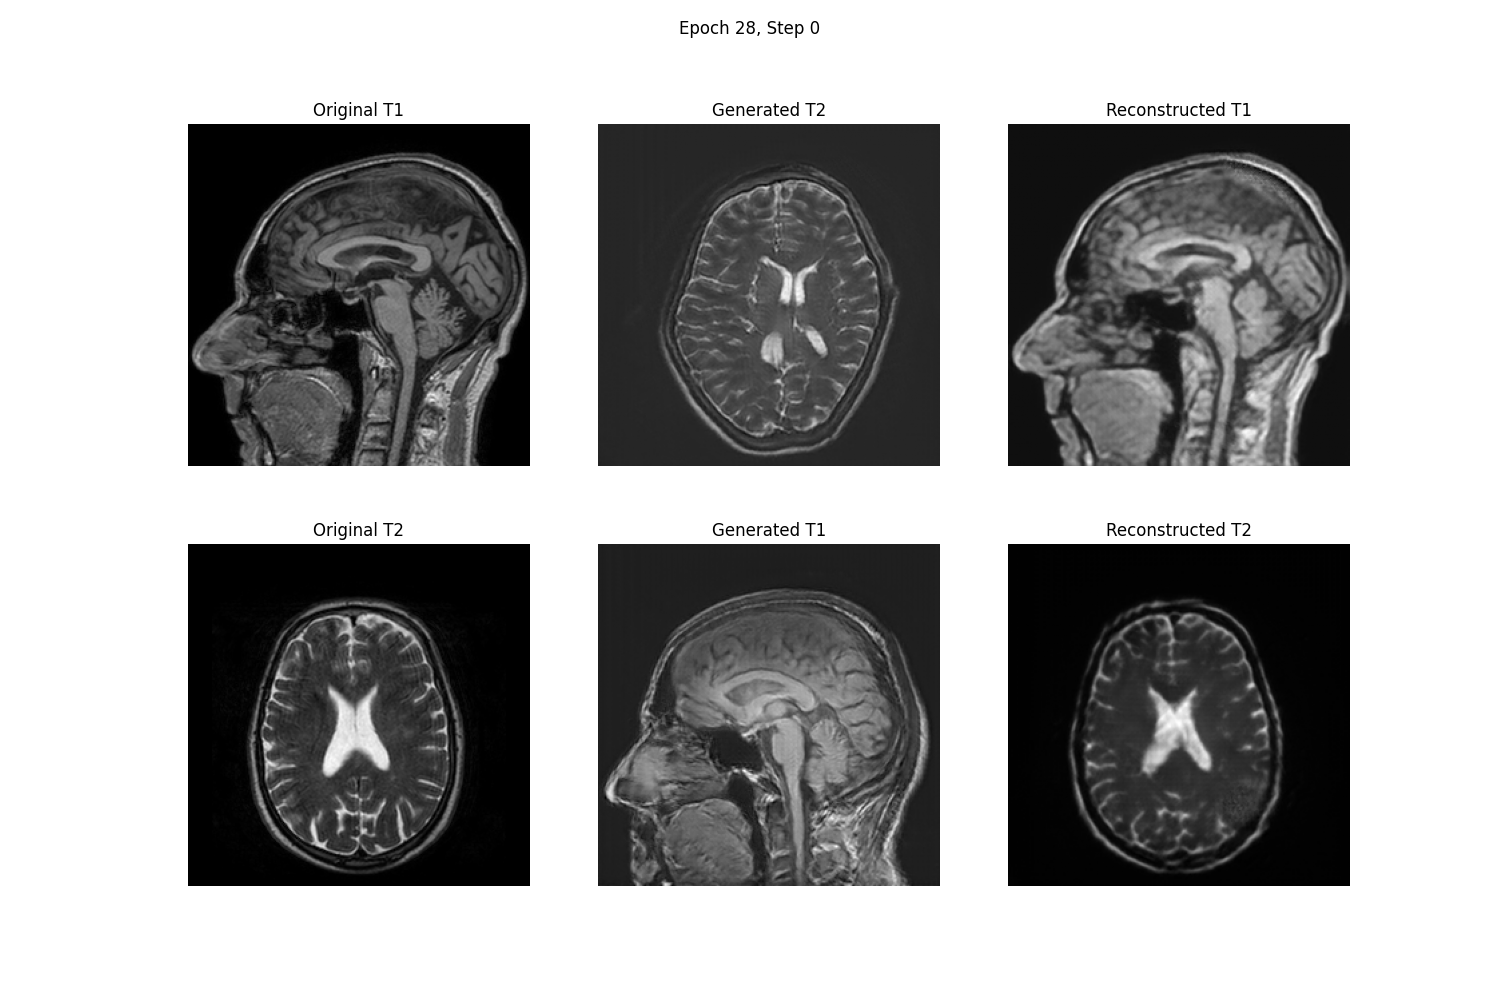 Epoch 28, Step 0
Original T1
Generated T2
Reconstructed T1
Original T2
Generated T1
Reconstructed T2